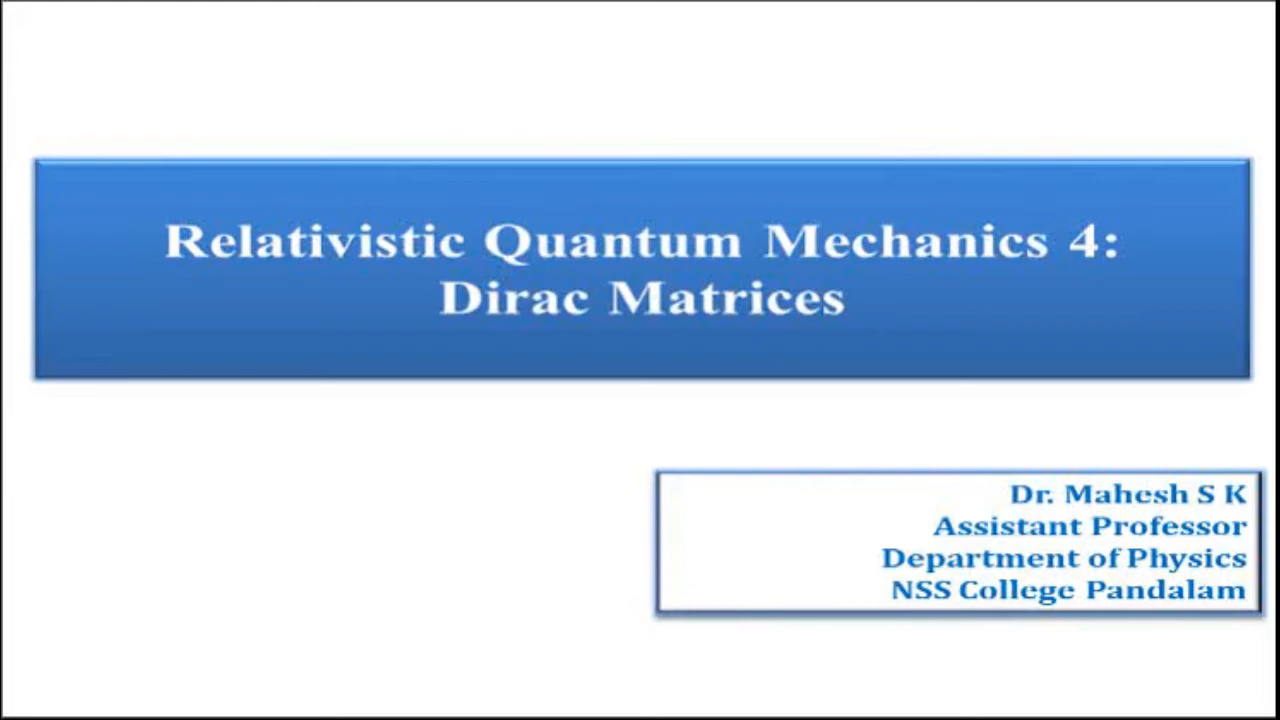 Relativistic Quantum Mechanics 4:
Dirac Matrices
Dr. Mahesh S K
Assistant Professor
Department of Physics
NSS College Pandalam